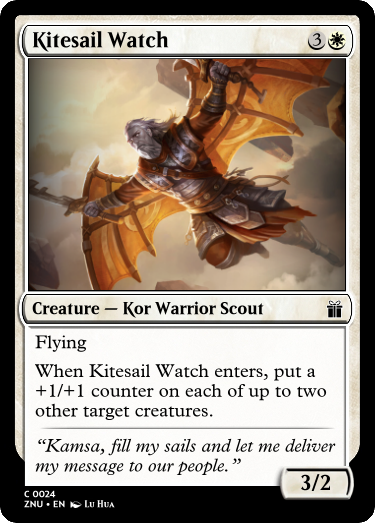 Kitesail Watch 3
Creature — Kor Warrior Scout
Flying
When Kitesail Watch enters, put a
+1/+1 counter on each of up to two
other target creatures.
“Kamsa, fill my sails and let me deliver
my message to our people.”
3/2
C 0024
ZNU • EN Lu Hua